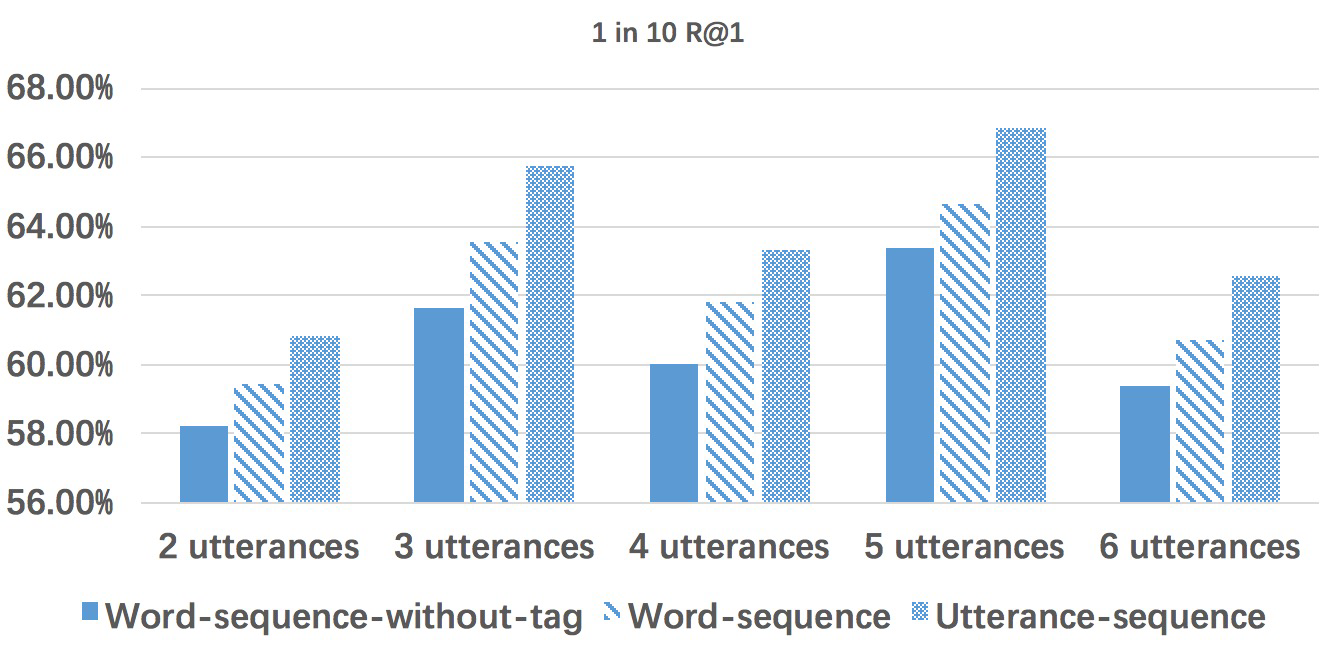 1 in 10 R@1
68.00%
66.00%
64.00%
62.00%
60.00%
58.00%
56.00%
2 utterances 3 utterances 4 utterances 5 utterances 6 utterances
Word-sequence-without-tag Word-sequence Utterance-sequence